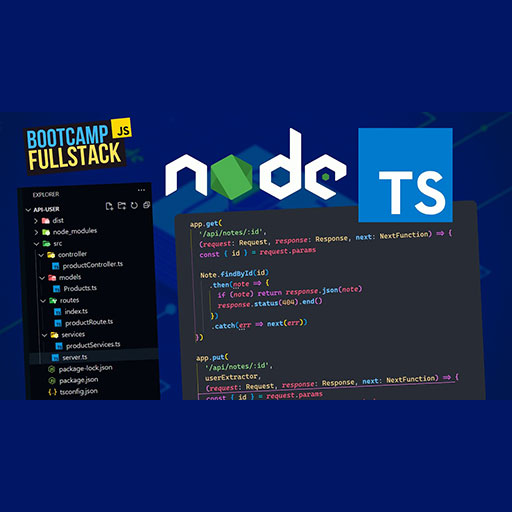 BOOTCAMP JS
FULLSTACK
node
TS
EXPLORER
API-USER
dist
node_modules
src
controller
productController.ts
models
Products.ts
routes
index.ts
productRoute.ts
services
productServices.ts
server.ts
package-lock.json
package.json
tsconfig.json
app.get(
'/api/notes/:id',
(request: Request, response: Response, next: NextFunction) => {
const { id } = request.params
Note.findById(id)
.then(note => {
if (note) return response.json(note)
response.status(404).end()
})
.catch(err => next(err))
})
app.put(
'/api/notes/:id',
userExtractor,
(request: Request, response: Response, next: NextFunction) => {
const { id } = request.params